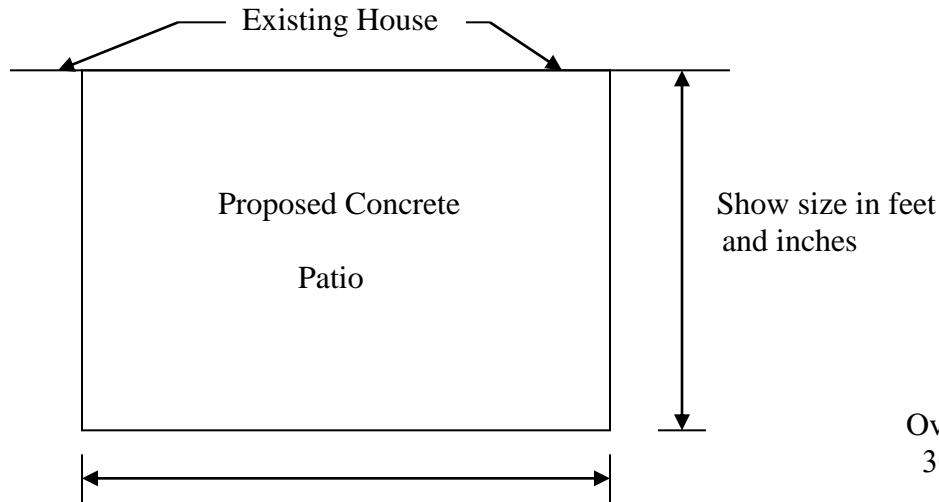 Existing House
Proposed Concrete
Patio
Show size in feet
and inches